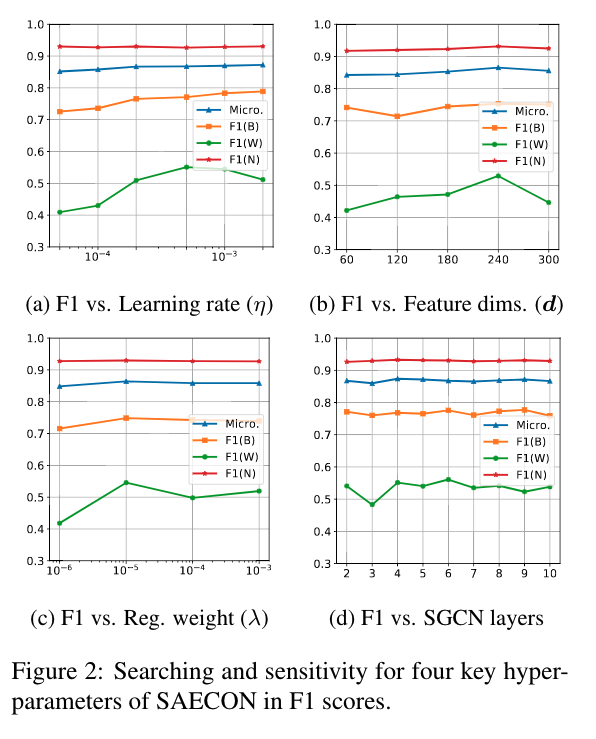 1.0
0.9
0.8
0.7
0.6
0.5
0.4
0.3
10⁻⁴
10⁻³
Micro.
F1(B)
F1(W)
F1(N)
(a) F1 vs. Learning rate (η)
1.0
0.9
0.8
0.7
0.6
0.5
0.4
0.3
60 120 180 240 300
Micro.
F1(B)
F1(W)
F1(N)
(b) F1 vs. Feature dims. (d)
1.0
0.9
0.8
0.7
0.6
0.5
0.4
0.3
10⁻⁶ 10⁻⁵ 10⁻⁴ 10⁻³
Micro.
F1(B)
F1(W)
F1(N)
(c) F1 vs. Reg. weight (λ)
1.0
0.9
0.8
0.7
0.6
0.5
0.4
0.3
2 3 4 5 6 7 8 9 10
Micro.
F1(B)
F1(W)
F1(N)
(d) F1 vs. SGCN layers
Figure 2: Searching and sensitivity for four key hyper-
parameters of SAECON in F1 scores.